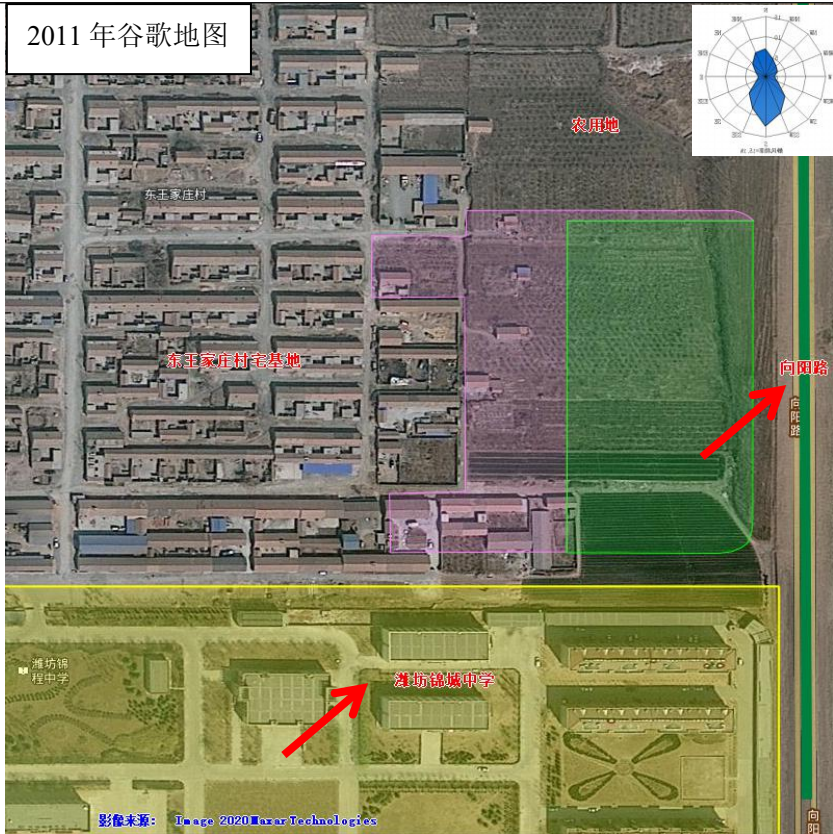 2011 年谷歌地图
农用地
东王家庄村
东王家庄村宅基地
向阳路
向阳路
潍坊锦程中学
潍坊锦城中学
影像来源： Image 2020 Maxar Technologies
向阳